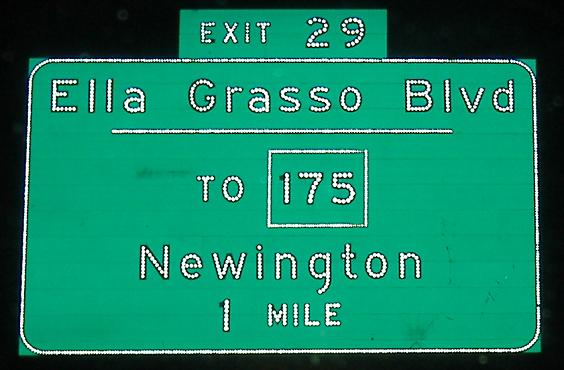 EXIT 29
Ella Grasso Blvd
TO 175
Newington
1 MILE